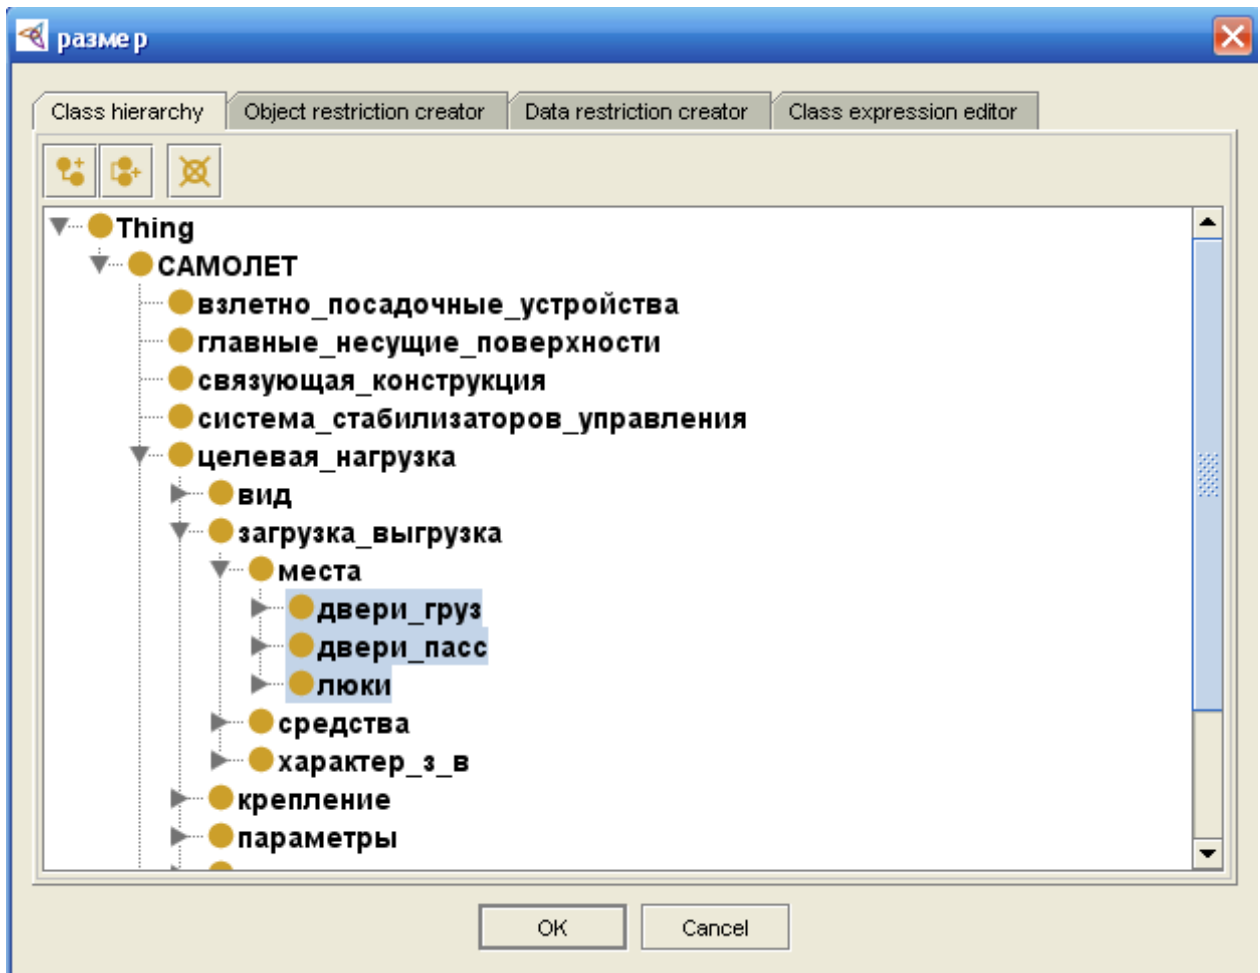 размер
Class hierarchy Object restriction creator Data restriction creator Class expression editor
Thing
САМОЛЕТ
взлетно_посадочные_устройства
главные_несущие_поверхности
связующая_конструкция
система_стабилизаторов_управления
целевая_нагрузка
вид
загрузка_выгрузка
места
двери_груз
двери_пасс
люки
средства
характер_з_в
крепление
параметры
OK Cancel